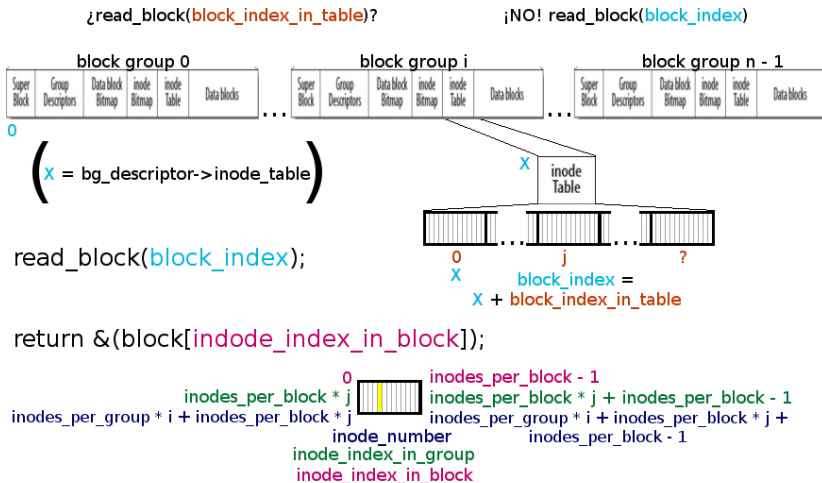 ¿read_block(block_index_in_table)?
¡NO! read_block(block_index)
block group 0
block group i
block group n - 1
Super Block
Group Descriptors
Data block Bitmap
inode Bitmap
inode Table
Data blocks
...
Super Block
Group Descriptors
Data block Bitmap
inode Bitmap
inode Table
Data blocks
...
Super Block
Group Descriptors
Data block Bitmap
inode Bitmap
inode Table
Data blocks
0
(x = bg_descriptor->inode_table)
x
inode
Table
... ...
0
j
?
x
read_block(block_index);
block_index =
x + block_index_in_table
return &(block[indode_index_in_block]);
0
inodes_per_block - 1
inodes_per_block * j
inodes_per_block * j + inodes_per_block - 1
inodes_per_group * i + inodes_per_block * j
inodes_per_group * i + inodes_per_block * j +
inodes_per_block - 1
inode_number
inode_index_in_group
inode_index_in_block